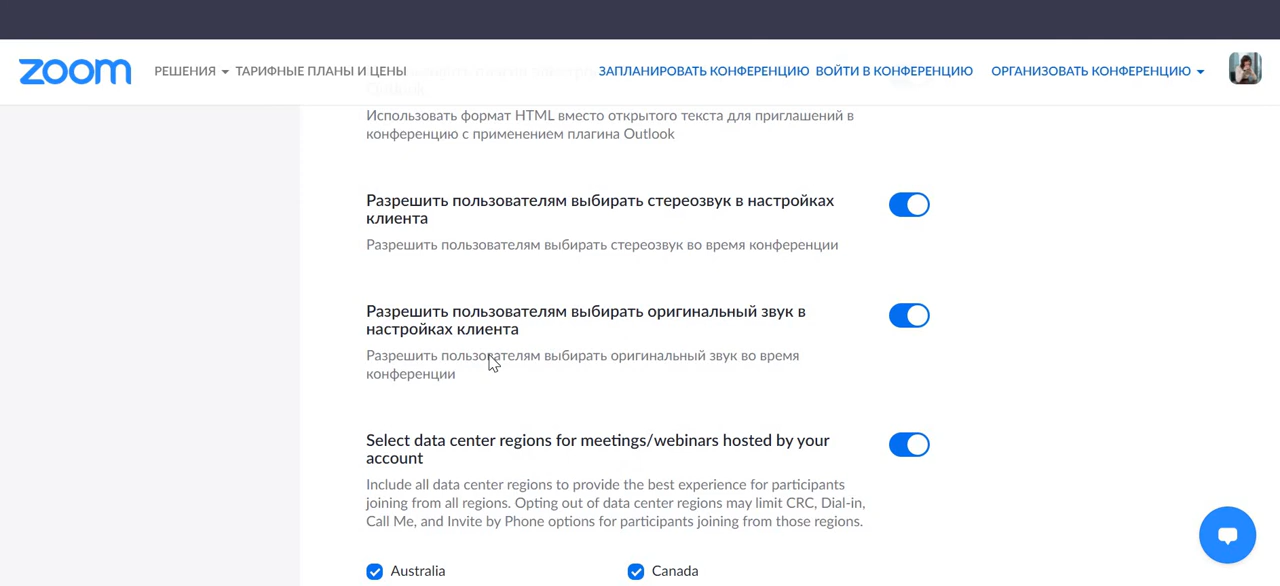 zoom
РЕШЕНИЯ
ТАРИФНЫЕ ПЛАНЫ И ЦЕНЫ
ЗАПЛАНИРОВАТЬ КОНФЕРЕНЦИЮ
ВОЙТИ В КОНФЕРЕНЦИЮ
ОРГАНИЗОВАТЬ КОНФЕРЕНЦИЮ
Использовать формат HTML вместо открытого текста для приглашений в
конференцию с применением плагина Outlook
Разрешить пользователям выбирать стереозвук в настройках
клиента
Разрешить пользователям выбирать стереозвук во время конференции
Разрешить пользователям выбирать оригинальный звук в
настройках клиента
Разрешить пользователям выбирать оригинальный звук во время
конференции
Select data center regions for meetings/webinars hosted by your
account
Include all data center regions to provide the best experience for participants
joining from all regions. Opting out of data center regions may limit CRC, Dial-in,
Call Me, and Invite by Phone options for participants joining from those regions.
Australia
Canada